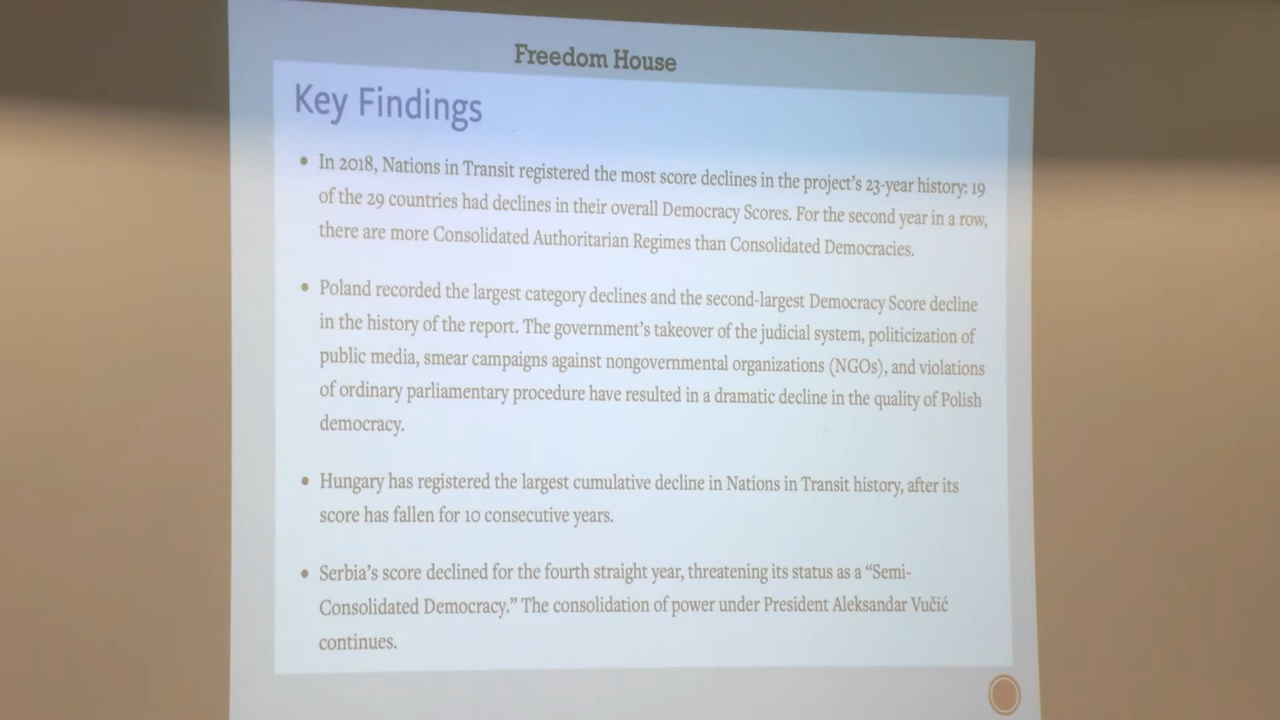 Freedom House
Key Findings
• In 2018, Nations in Transit registered the most score declines in the project's 23-year history: 19
of the 29 countries had declines in their overall Democracy Scores. For the second year in a row,
there are more Consolidated Authoritarian Regimes than Consolidated Democracies.
• Poland recorded the largest category declines and the second-largest Democracy Score decline
in the history of the report. The government's takeover of the judicial system, politicization of
public media, smear campaigns against nongovernmental organizations (NGOs), and violations
of ordinary parliamentary procedure have resulted in a dramatic decline in the quality of Polish
democracy.
• Hungary has registered the largest cumulative decline in Nations in Transit history, after its
score has fallen for 10 consecutive years.
• Serbia's score declined for the fourth straight year, threatening its status as a “Semi-
Consolidated Democracy.” The consolidation of power under President Aleksandar Vučić
continues.